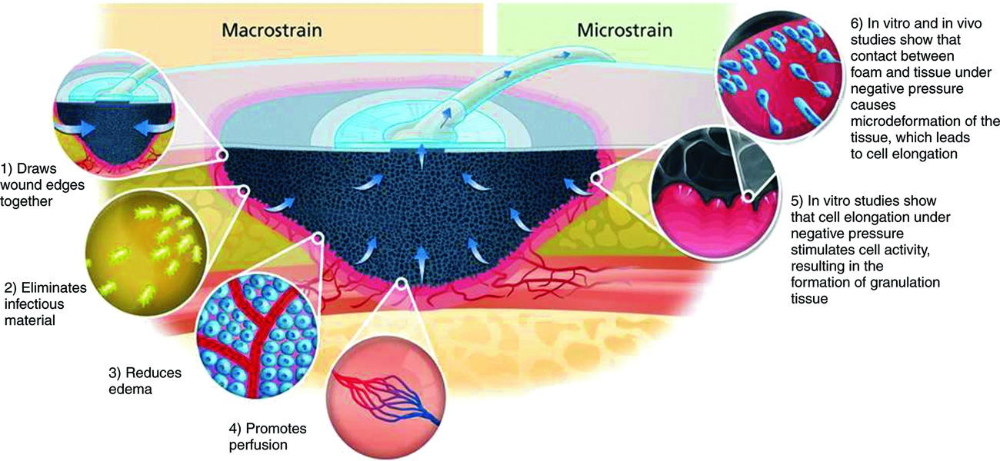 Macrostrain
Microstrain
1) Draws
wound edges
together
2) Eliminates
infectious
material
3) Reduces
edema
4) Promotes
perfusion
5) In vitro studies show
that cell elongation under
negative pressure
stimulates cell activity,
resulting in the
formation of granulation
tissue
6) In vitro and in vivo
studies show that
contact between
foam and tissue under
negative pressure
causes
microdeformation of the
tissue, which leads
to cell elongation